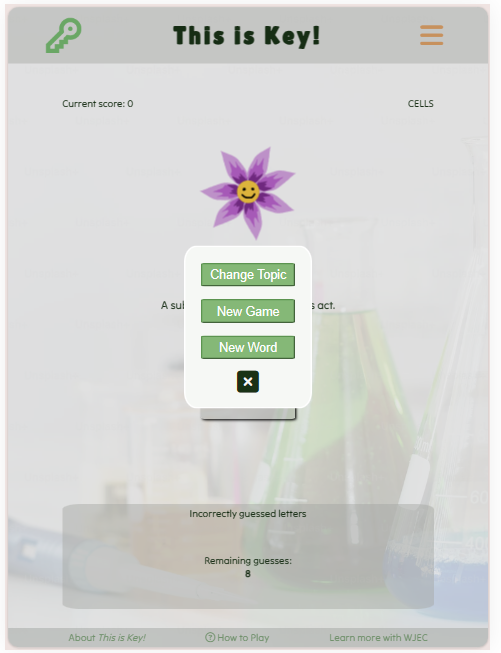 This is Key!
Current score: 0
CELLS
Change Topic
A sub
s act.
New Game
New Word
Incorrectly guessed letters
Remaining guesses:
8
About This is Key!
How to Play
Learn more with WJEC